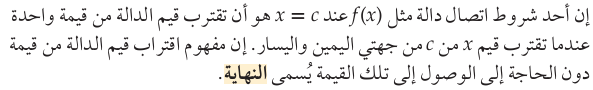 إن أحد شروط اتصال دالة مثل f(x) عند x = c هو أن تقترب قيم الدالة من قيمة واحدة
عندما تقترب قيم x من c من جهتي اليمين واليسار. إن مفهوم اقتراب قيم الدالة من قيمة
دون الحاجة إلى الوصول إلى تلك القيمة يُسمى النهاية.